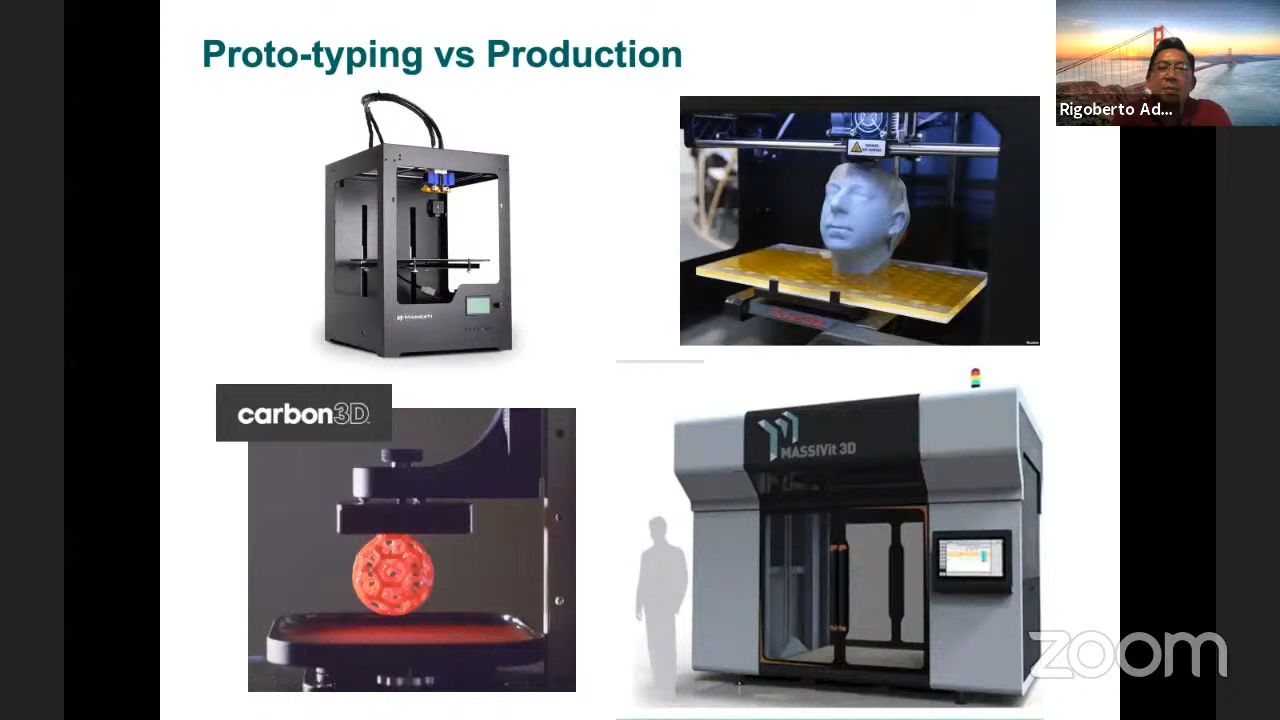 Proto-typing vs Production
Rigoberto Ad...
carbon3D
MASSIVit 3D
zoom